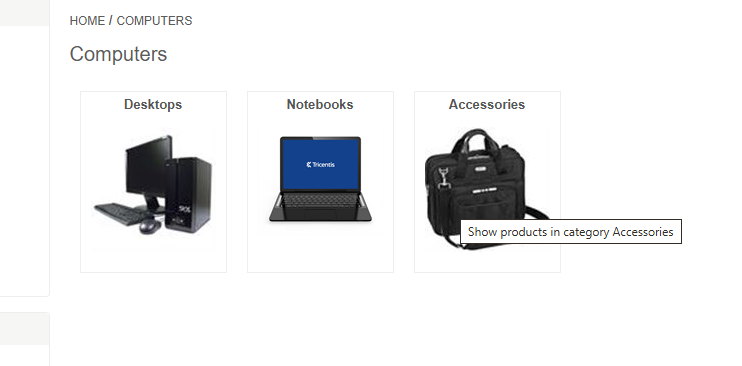 HOME / COMPUTERS
Computers
Desktops
Notebooks
Accessories
Tricentis
Show products in category Accessories